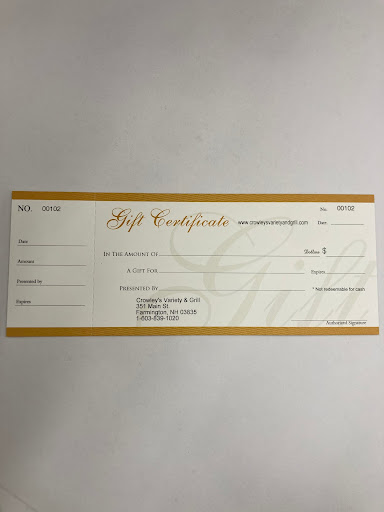 NO. 00102
Date
Amount
Presented by
Expires
Gift Certificate
www.crowleysvarietyandgrill.com
No. 00102
Date
In The Amount of
Dollars $
A Gift For
Expires
Presented By
* Not redeemable for cash
Crowley's Variety & Grill
351 Main St.
Farmington, NH 03835
1-603-839-1020
Authorized Signature
Gift